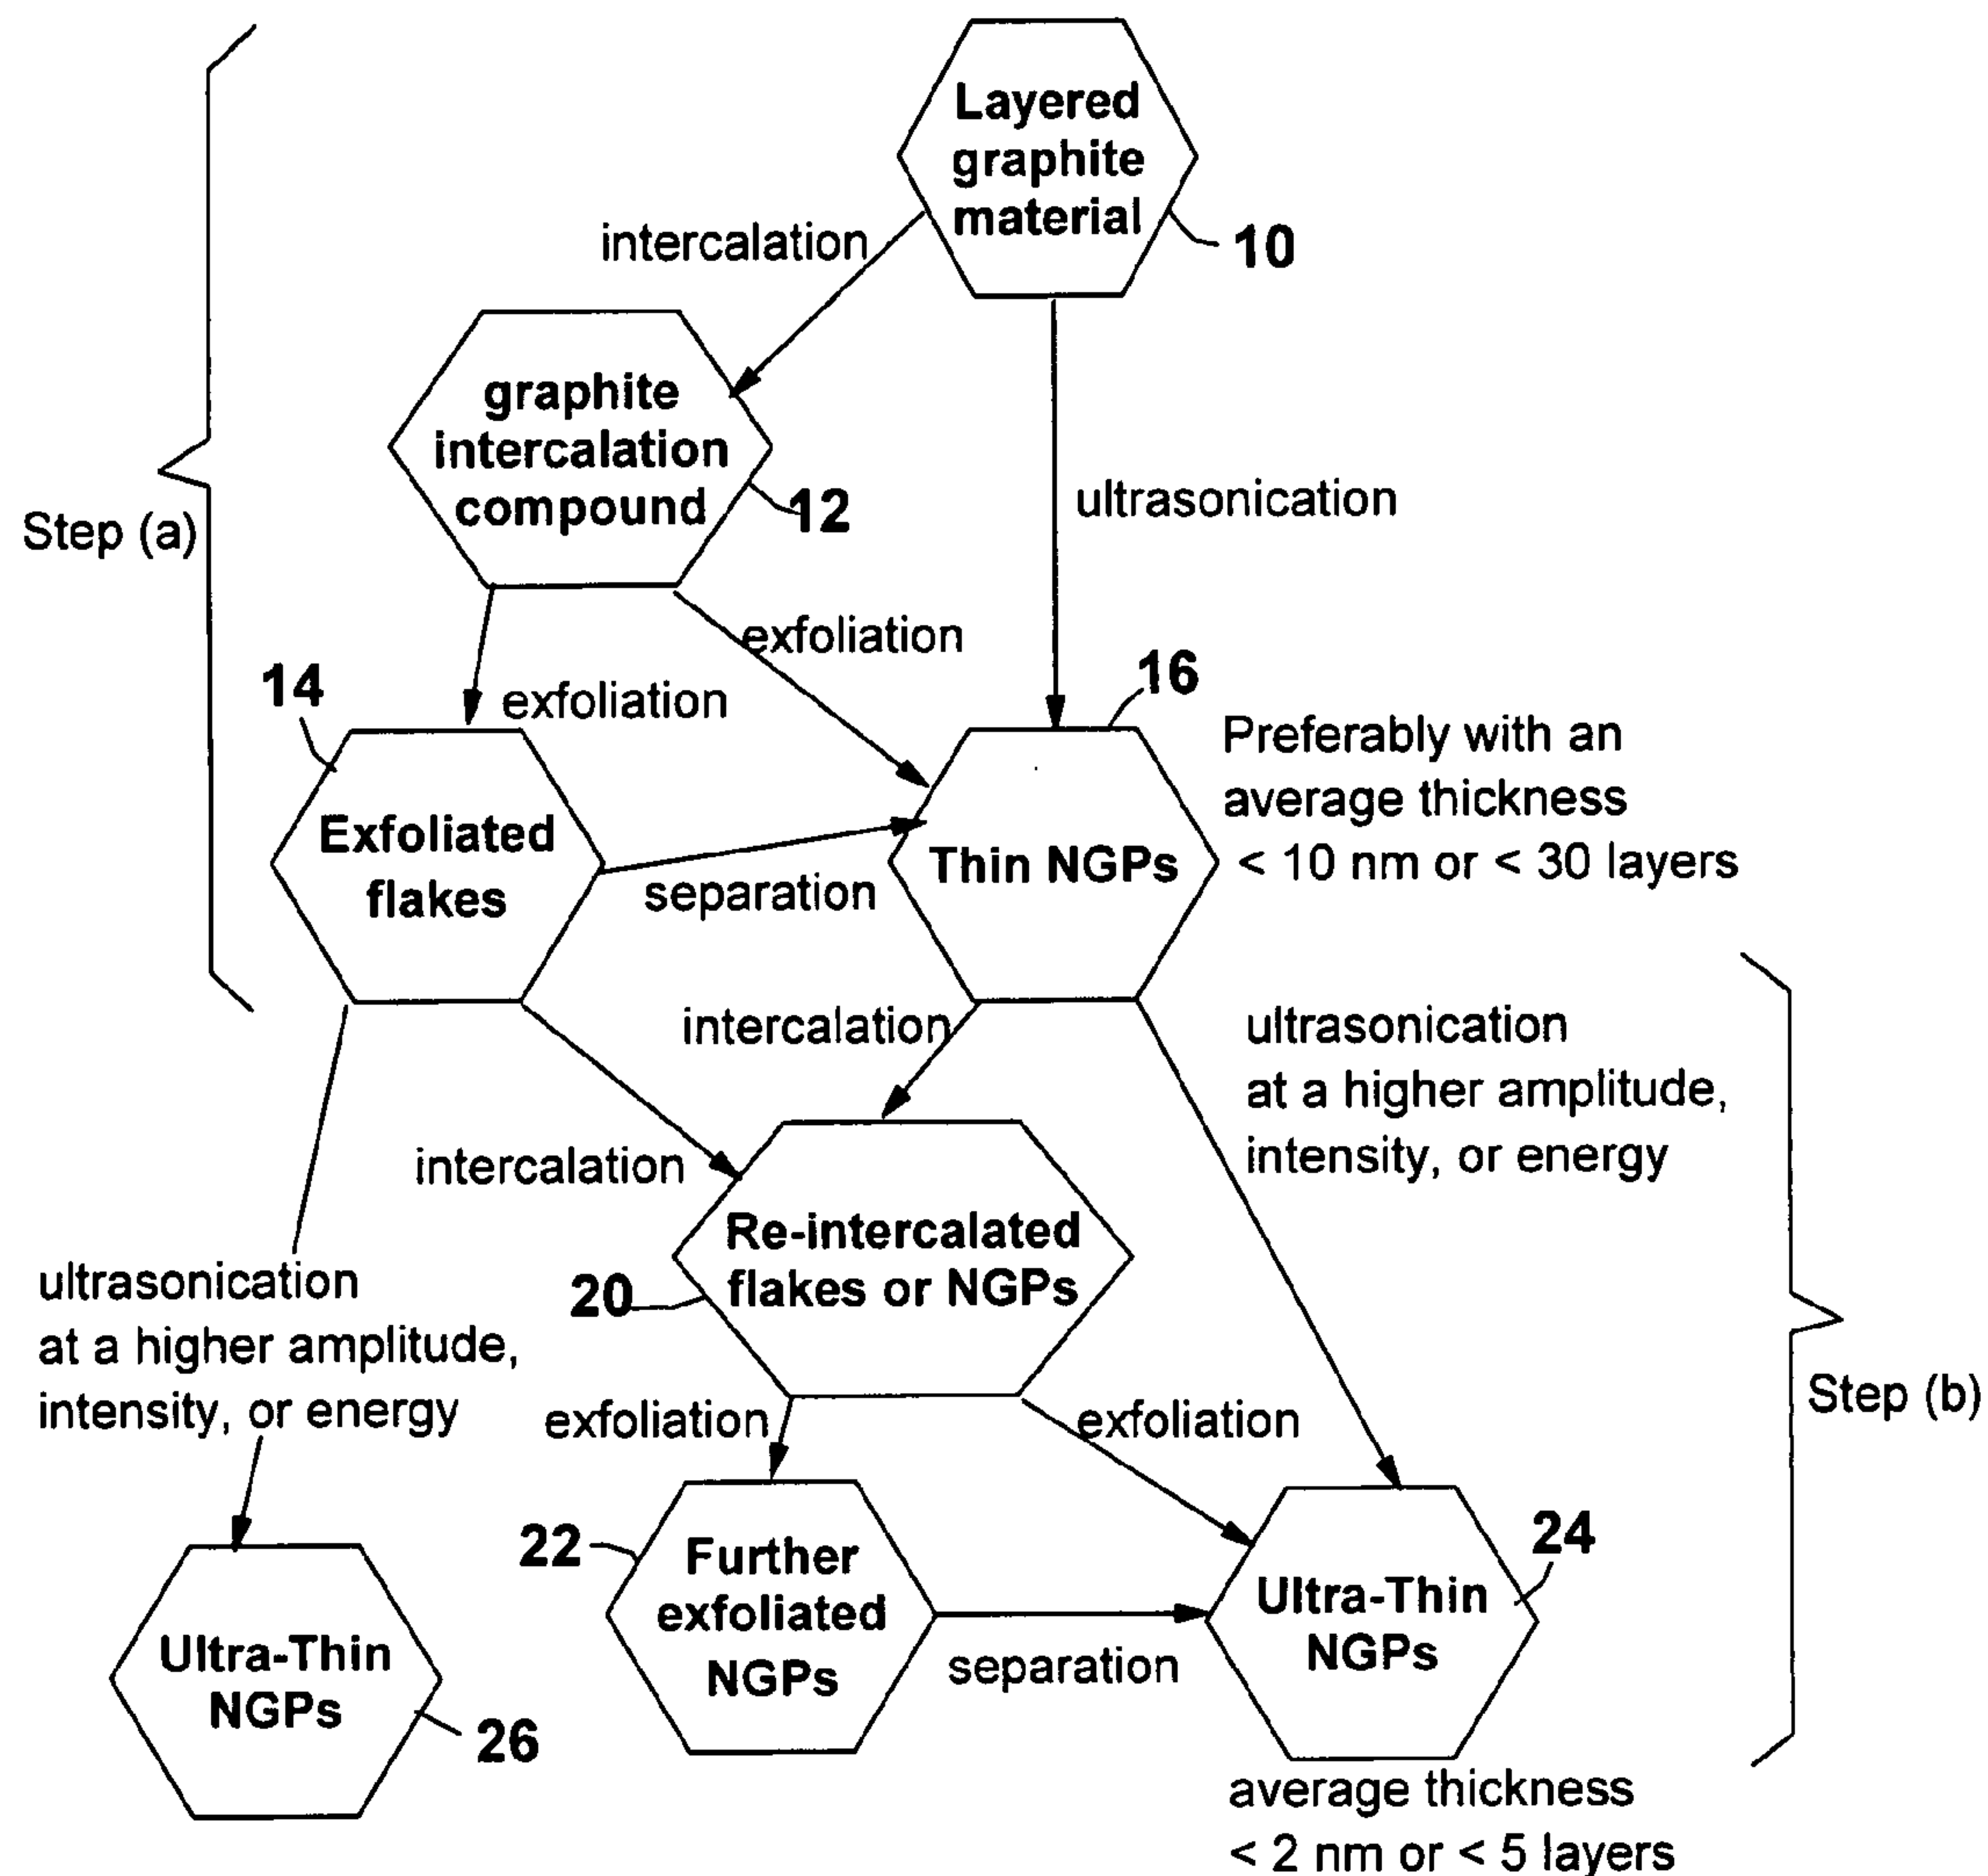 Layered
graphite
material
10
intercalation
graphite
intercalation
compound
12
ultrasonication
Step (a)
exfoliation
exfoliation
14
16
Preferably with an
average thickness
< 10 nm or < 30 layers
Exfoliated
flakes
Thin NGPs
separation
intercalation
ultrasonication
at a higher amplitude,
intensity, or energy
intercalation
Re-intercalated
flakes or NGPs
20
ultrasonication
at a higher amplitude,
intensity, or energy
Step (b)
exfoliation
exfoliation
22
Further
exfoliated
NGPs
24
Ultra-Thin
NGPs
separation
Ultra-Thin
NGPs
26
average thickness
< 2 nm or < 5 layers